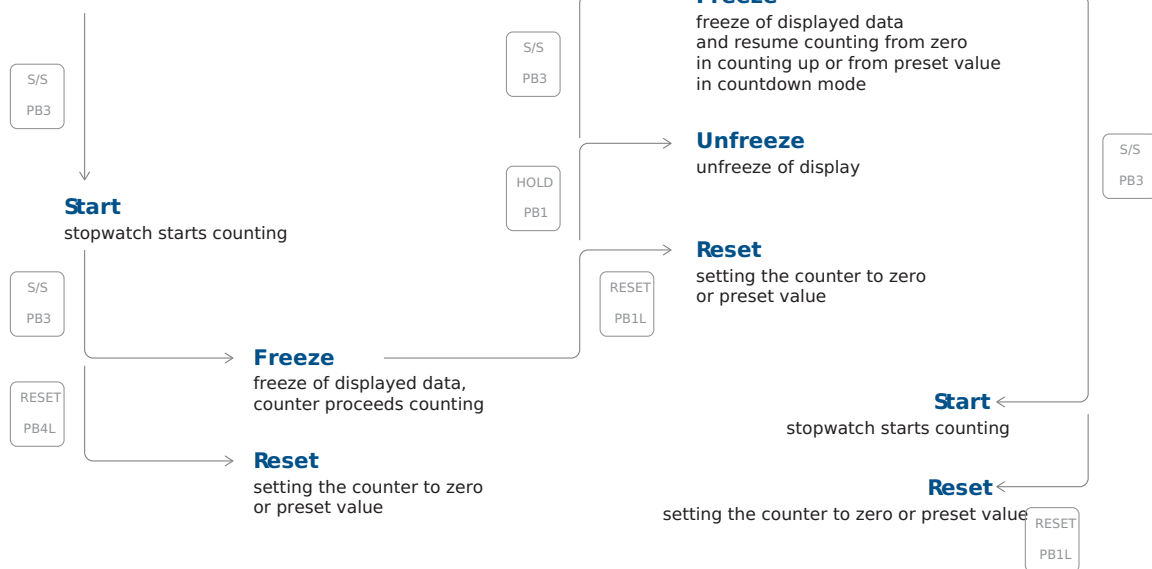 Freeze
freeze of displayed data
and resume counting from zero
in counting up or from preset value
in countdown mode
S/S
PB3
S/S
PB3
Unfreeze
unfreeze of display
S/S
PB3
HOLD
PB1
Start
stopwatch starts counting
Reset
setting the counter to zero
or preset value
S/S
PB3
RESET
PB1L
Freeze
freeze of displayed data,
counter proceeds counting
RESET
PB4L
Start
stopwatch starts counting
Reset
setting the counter to zero
or preset value
Reset
setting the counter to zero or preset value
RESET
PB1L